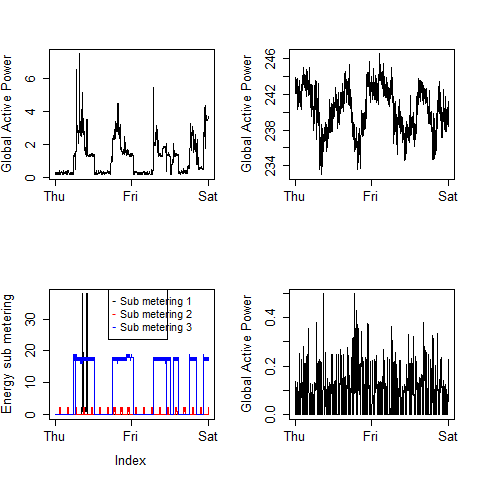 Global Active Power
0 2 4 6
Thu Fri Sat
Global Active Power
234 238 242 246
Thu Fri Sat
Energy sub metering
0 10 20 30
- Sub metering 1
- Sub metering 2
- Sub metering 3
Thu Fri Sat
Index
Global Active Power
0.0 0.2 0.4
Thu Fri Sat